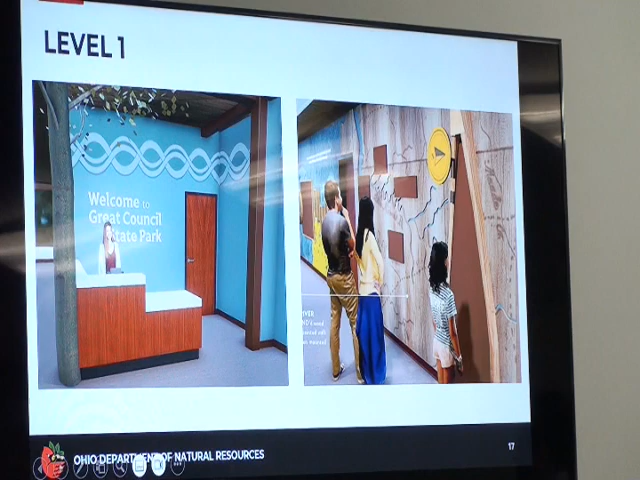 LEVEL 1
Welcome to
Great Council
State Park
OHIO DEPARTMENT OF NATURAL RESOURCES
17